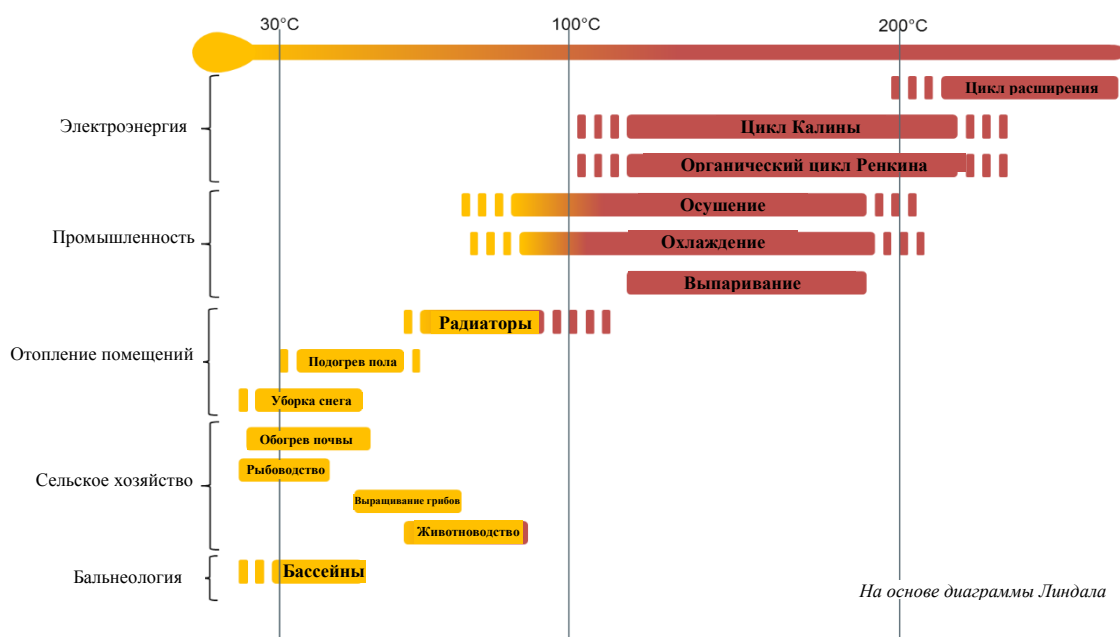 30°C
100°C
200°C
Электроэнергия
Цикл расширения
Цикл Калины
Органический цикл Ренкина
Промышленность
Осушение
Охлаждение
Выпаривание
Отопление помещений
Радиаторы
Подогрев пола
Уборка снега
Сельское хозяйство
Обогрев почвы
Рыбоводство
Выращивание грибов
Животноводство
Бальнеология
Бассейны
На основе диаграммы Линдала